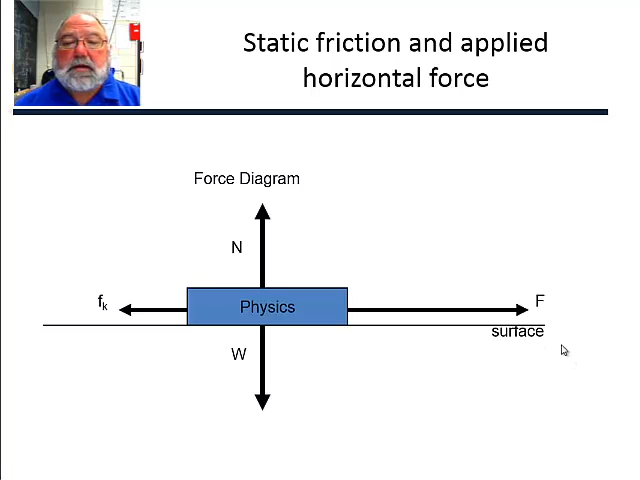 Static friction and applied
horizontal force
Force Diagram
N
fk
Physics
F
surface
W